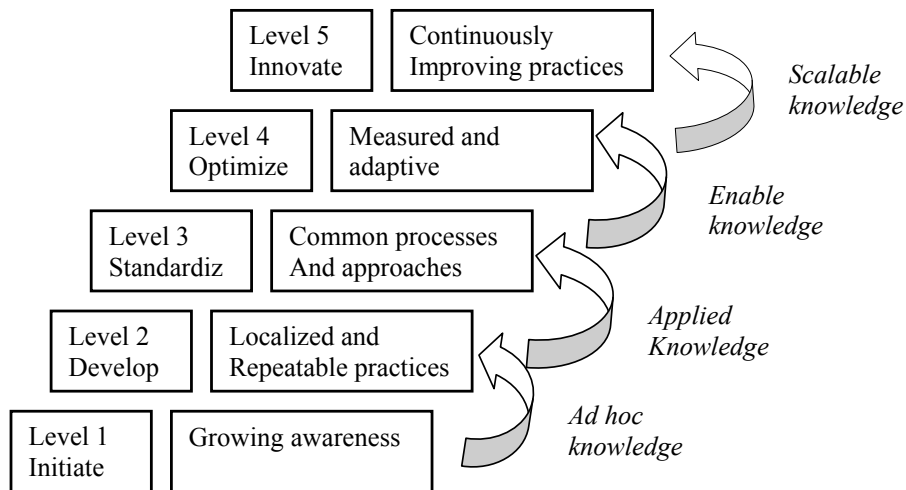 Level 5
Innovate
Continuously
Improving practices
Scalable
knowledge
Level 4
Optimize
Measured and
adaptive
Enable
knowledge
Level 3
Standardiz
Common processes
And approaches
Applied
Knowledge
Level 2
Develop
Localized and
Repeatable practices
Ad hoc
knowledge
Level 1
Initiate
Growing awareness